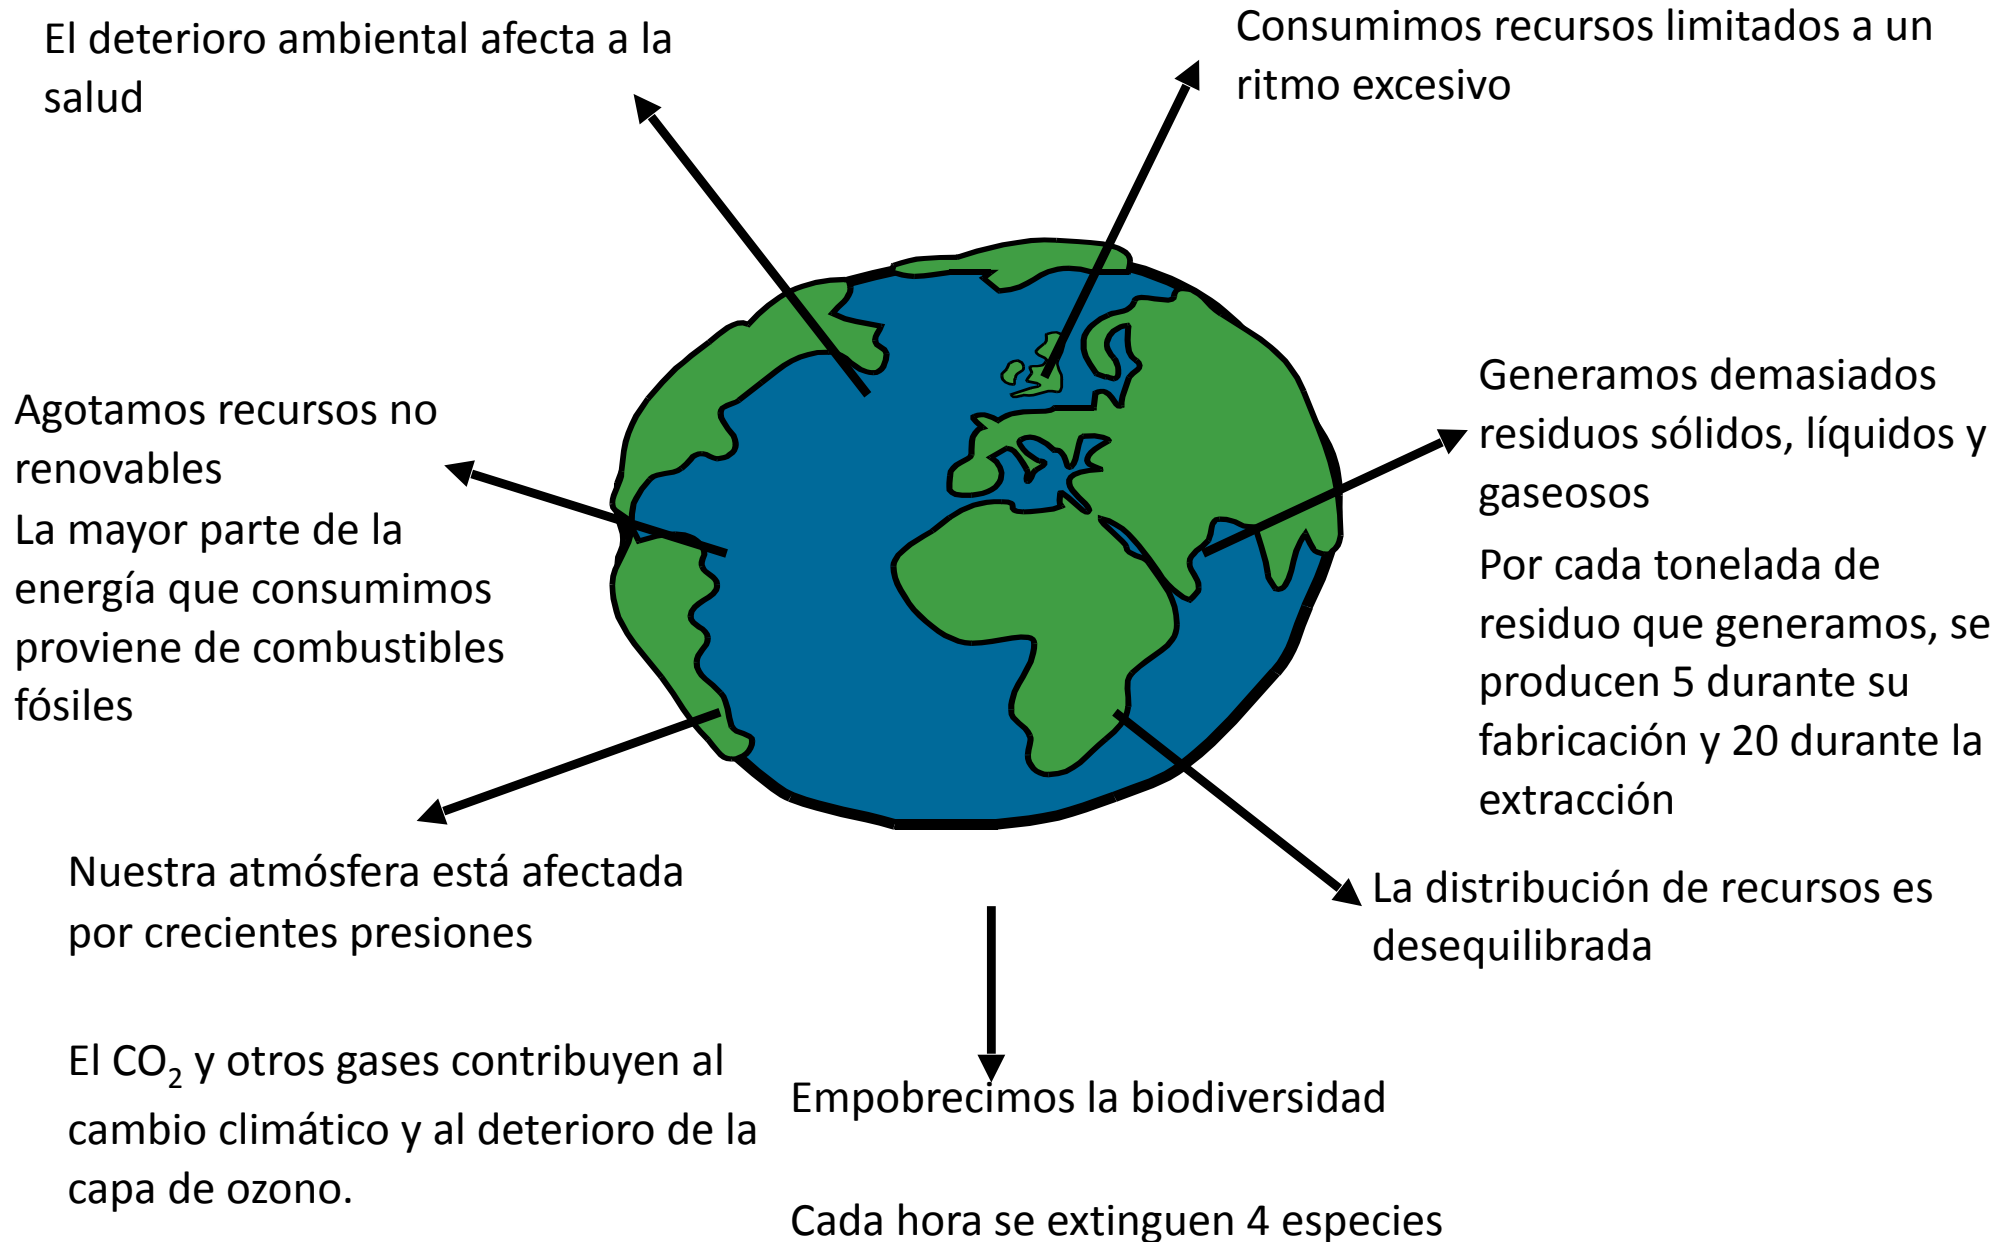 El deterioro ambiental afecta a la
salud
Consumimos recursos limitados a un
ritmo excesivo
Agotamos recursos no
renovables
La mayor parte de la
energía que consumimos
proviene de combustibles
fósiles
Generamos demasiados
residuos sólidos, líquidos y
gaseosos
Por cada tonelada de
residuo que generamos, se
producen 5 durante su
fabricación y 20 durante la
extracción
Nuestra atmósfera está afectada
por crecientes presiones
El CO₂ y otros gases contribuyen al
cambio climático y al deterioro de la
capa de ozono.
La distribución de recursos es
desequilibrada
Empobrecimos la biodiversidad
Cada hora se extinguen 4 especies